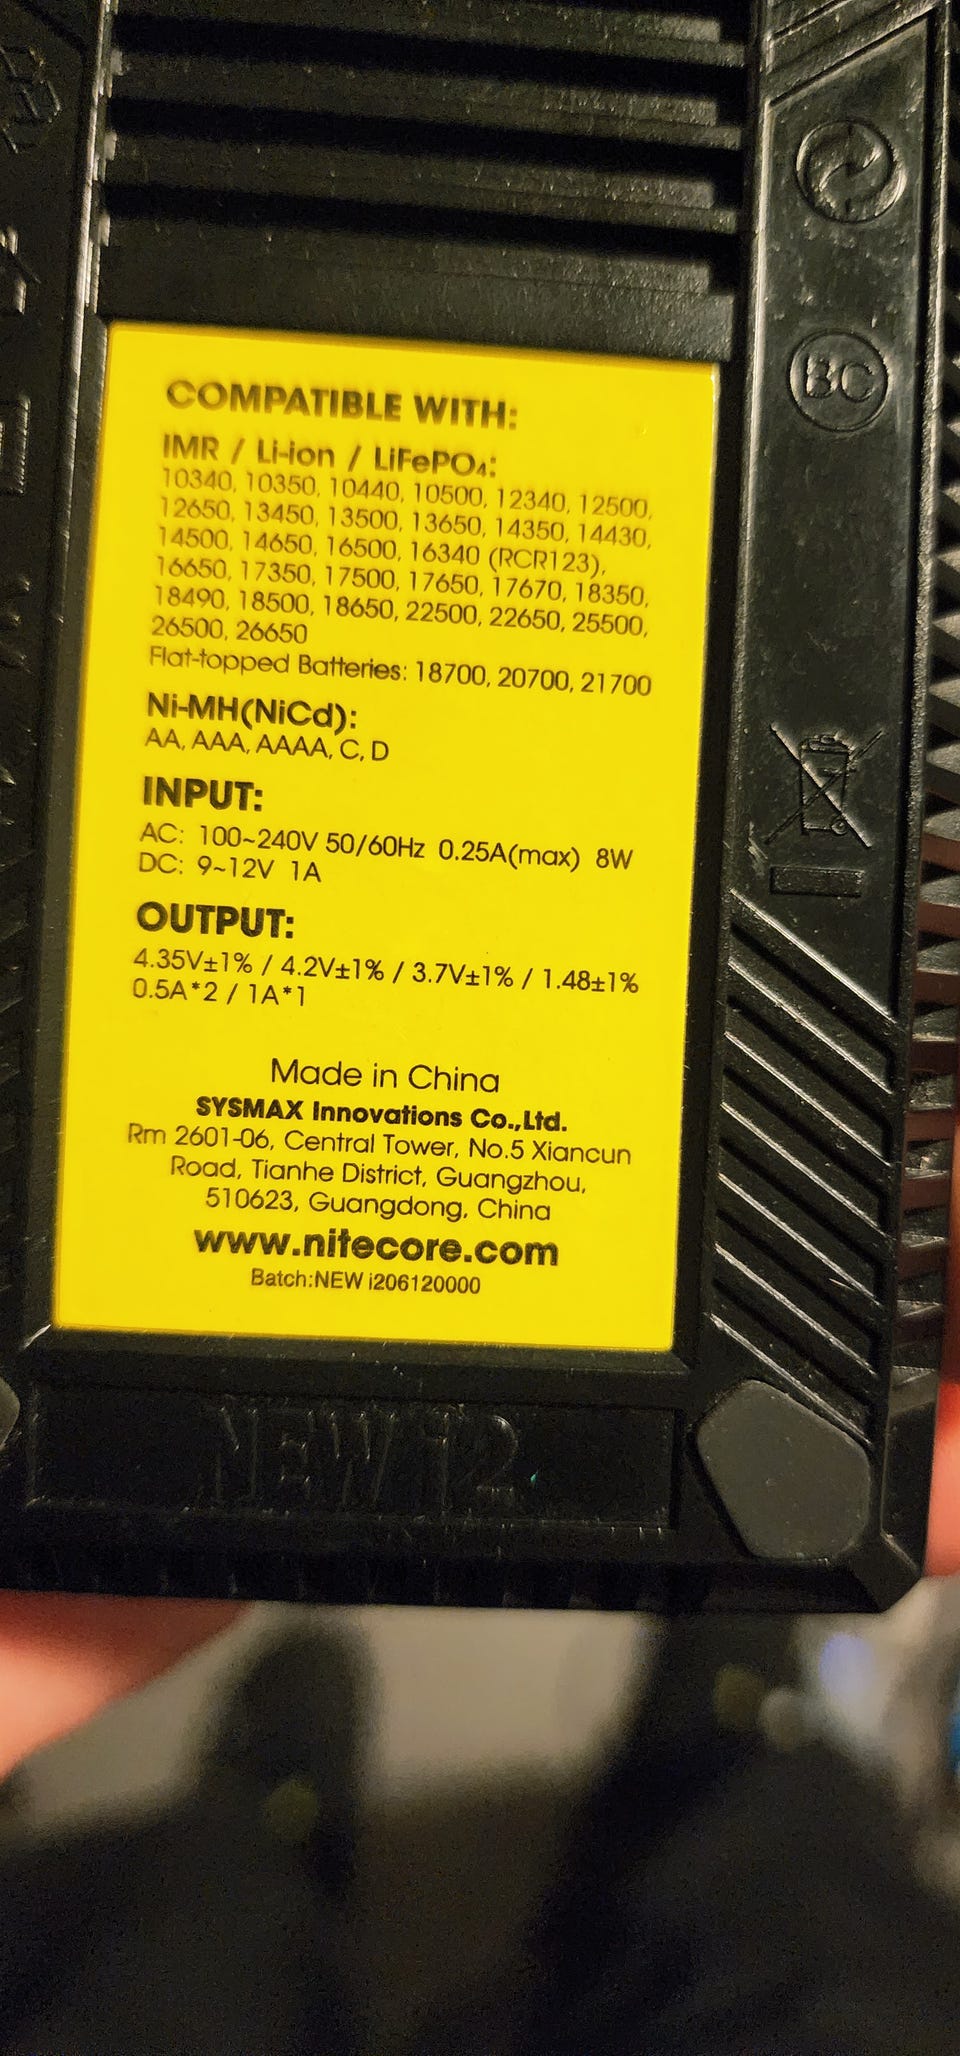 COMPATIBLE WITH:
IMR / Li-ion / LiFePO₄:
10340, 10350, 10440, 10500, 12340, 12500,
12650, 13450, 13500, 13650, 14350, 14430,
14500, 14650, 16500, 16340 (RCR123),
16650, 17350, 17500, 17650, 17670, 18350,
18490, 18500, 18650, 22500, 22650, 25500,
26500, 26650
Flat-topped Batteries: 18700, 20700, 21700
Ni-MH(NiCd):
AA, AAA, AAAA, C, D
INPUT:
AC: 100~240V 50/60Hz 0.25A(max) 8W
DC: 9~12V 1A
OUTPUT:
4.35V±1% / 4.2V±1% / 3.7V±1% / 1.48±1%
0.5A*2 / 1A*1
Made in China
SYSMAX Innovations Co.,Ltd.
Rm 2601-06, Central Tower, No.5 Xiancun
Road, Tianhe District, Guangzhou,
510623, Guangdong, China
www.nitecore.com
Batch:NEW i206120000
NEW i2
BC